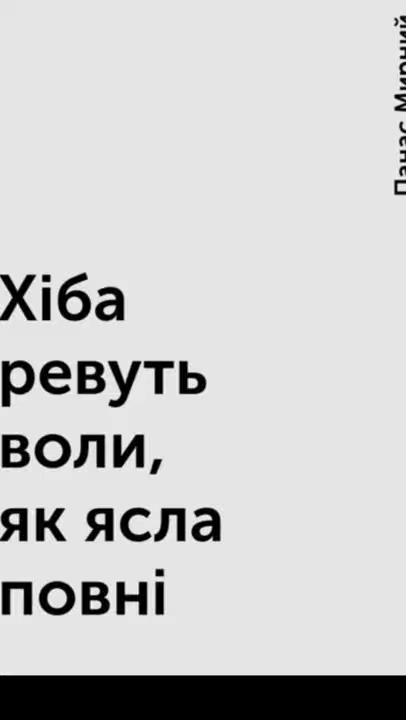 Панас Мирний
Хіба
ревуть
воли,
як ясла
повні